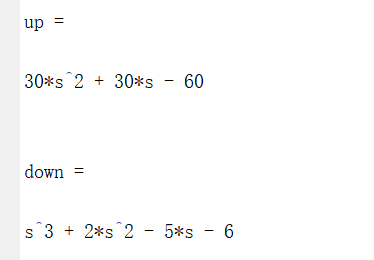 up =
30*s^2 + 30*s - 60
down =
s^3 + 2*s^2 - 5*s - 6